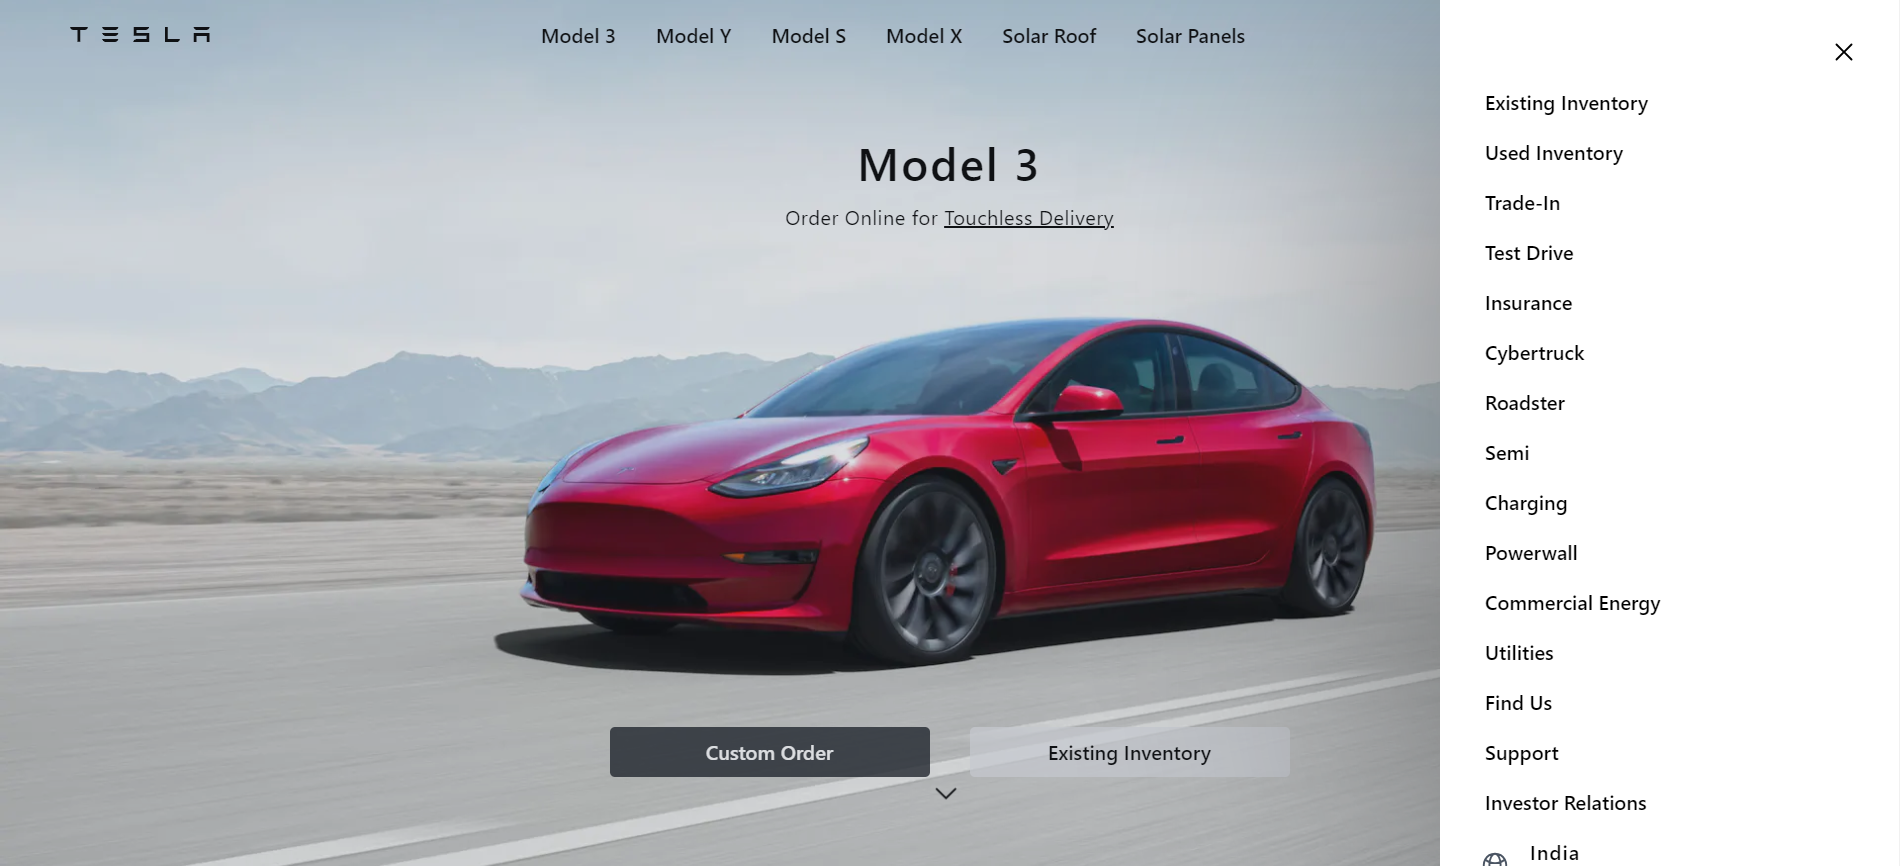 TESLA
Model 3 Model Y Model S Model X Solar Roof Solar Panels
Model 3
Order Online for Touchless Delivery
Custom Order
Existing Inventory
Existing Inventory
Used Inventory
Trade-In
Test Drive
Insurance
Cybertruck
Roadster
Semi
Charging
Powerwall
Commercial Energy
Utilities
Find Us
Support
Investor Relations
India